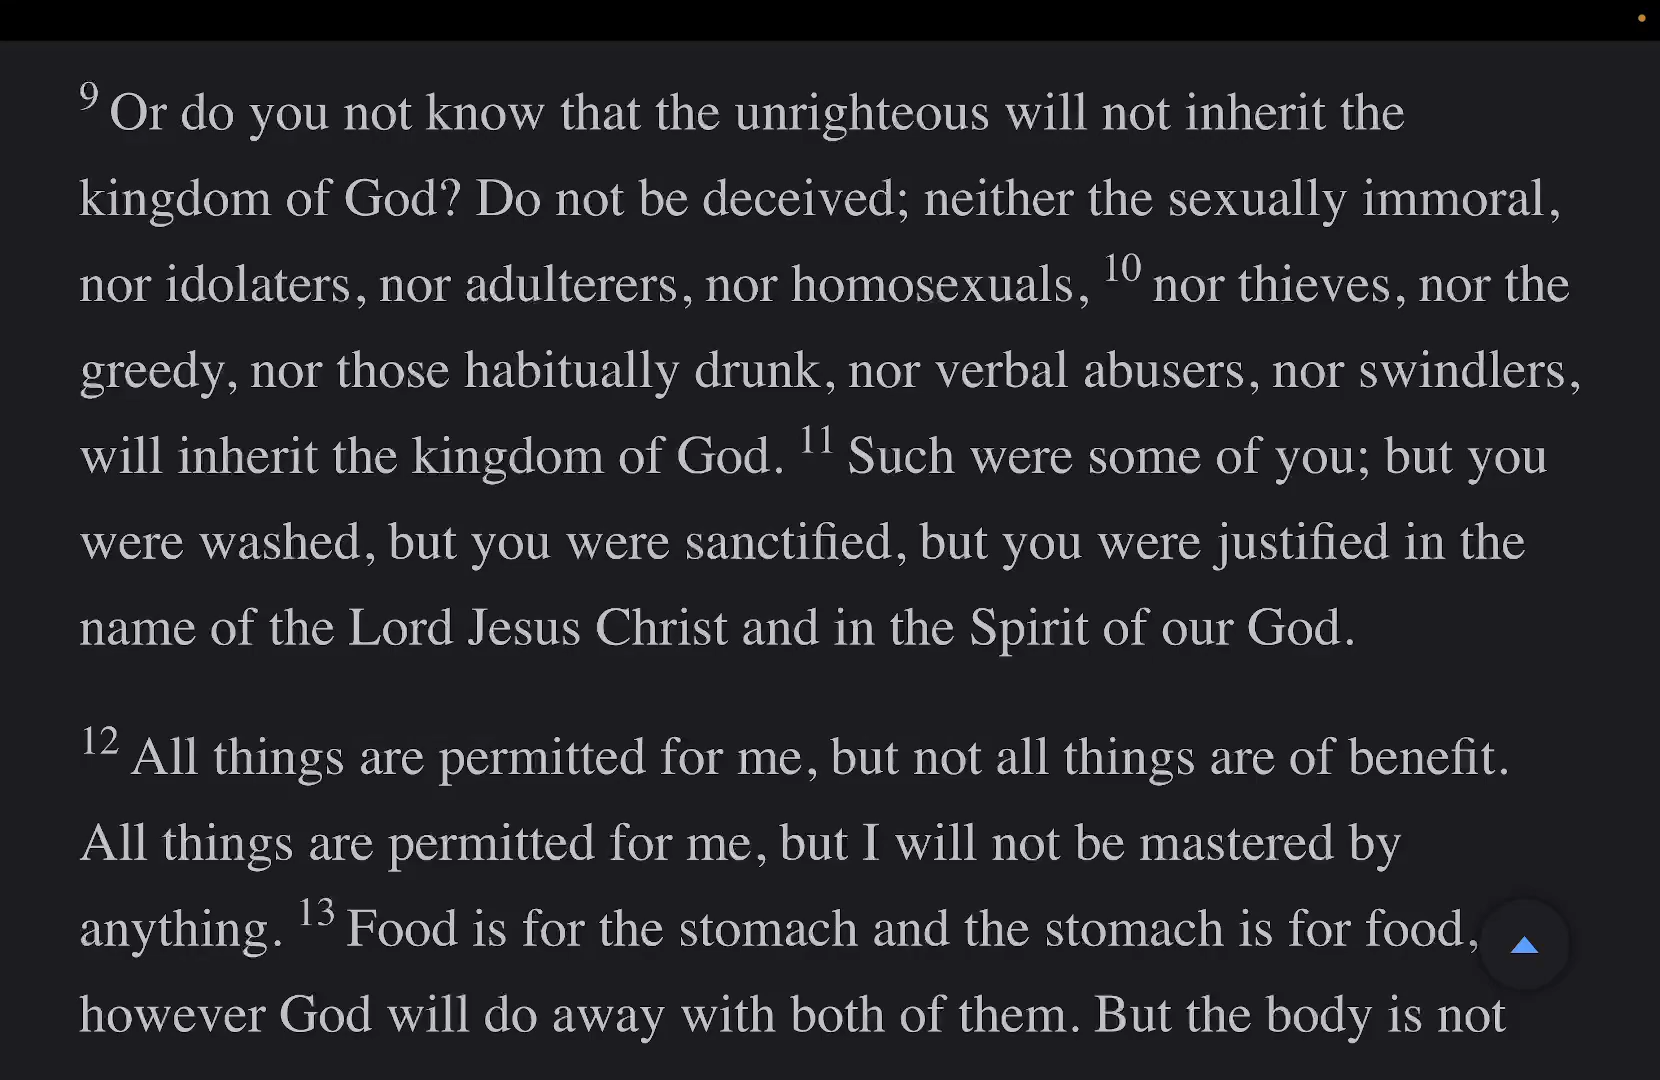 9 Or do you not know that the unrighteous will not inherit the
kingdom of God? Do not be deceived; neither the sexually immoral,
nor idolaters, nor adulterers, nor homosexuals, 10 nor thieves, nor the
greedy, nor those habitually drunk, nor verbal abusers, nor swindlers,
will inherit the kingdom of God. 11 Such were some of you; but you
were washed, but you were sanctified, but you were justified in the
name of the Lord Jesus Christ and in the Spirit of our God.
12 All things are permitted for me, but not all things are of benefit.
All things are permitted for me, but I will not be mastered by
anything. 13 Food is for the stomach and the stomach is for food,
however God will do away with both of them. But the body is not